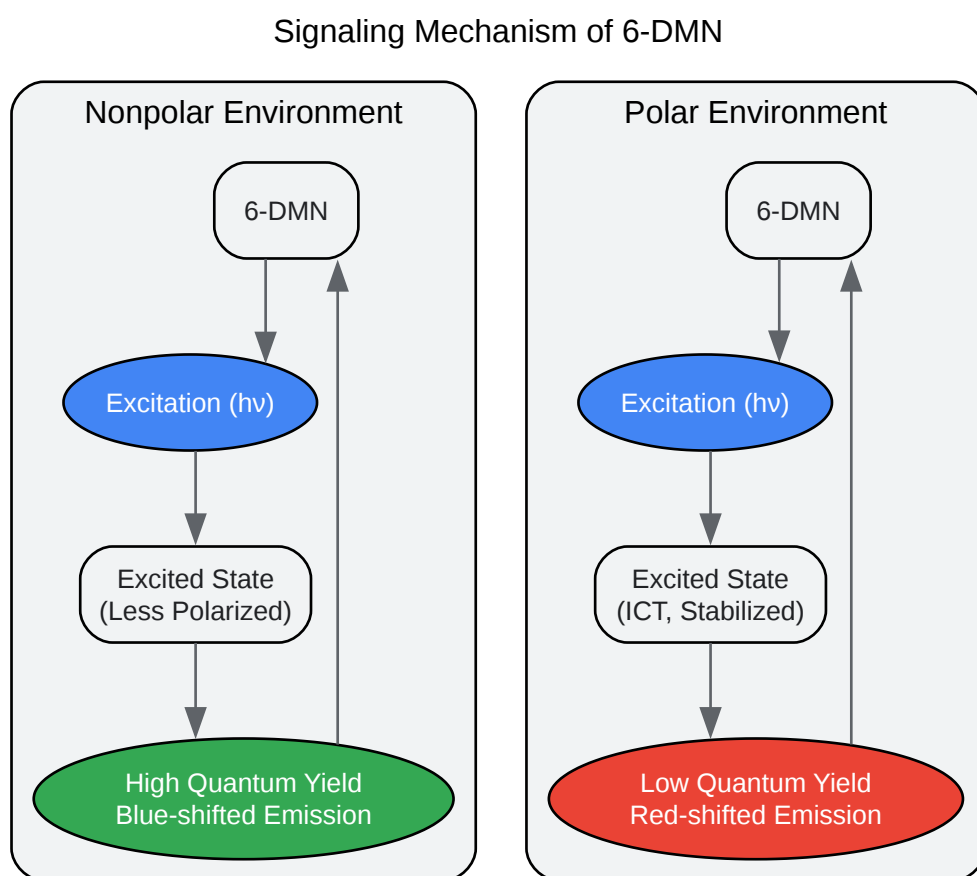 Signaling Mechanism of 6-DMN
Nonpolar Environment
6-DMN
Excitation (hν)
Excited State
(Less Polarized)
High Quantum Yield
Blue-shifted Emission
Polar Environment
6-DMN
Excitation (hν)
Excited State
(ICT, Stabilized)
Low Quantum Yield
Red-shifted Emission